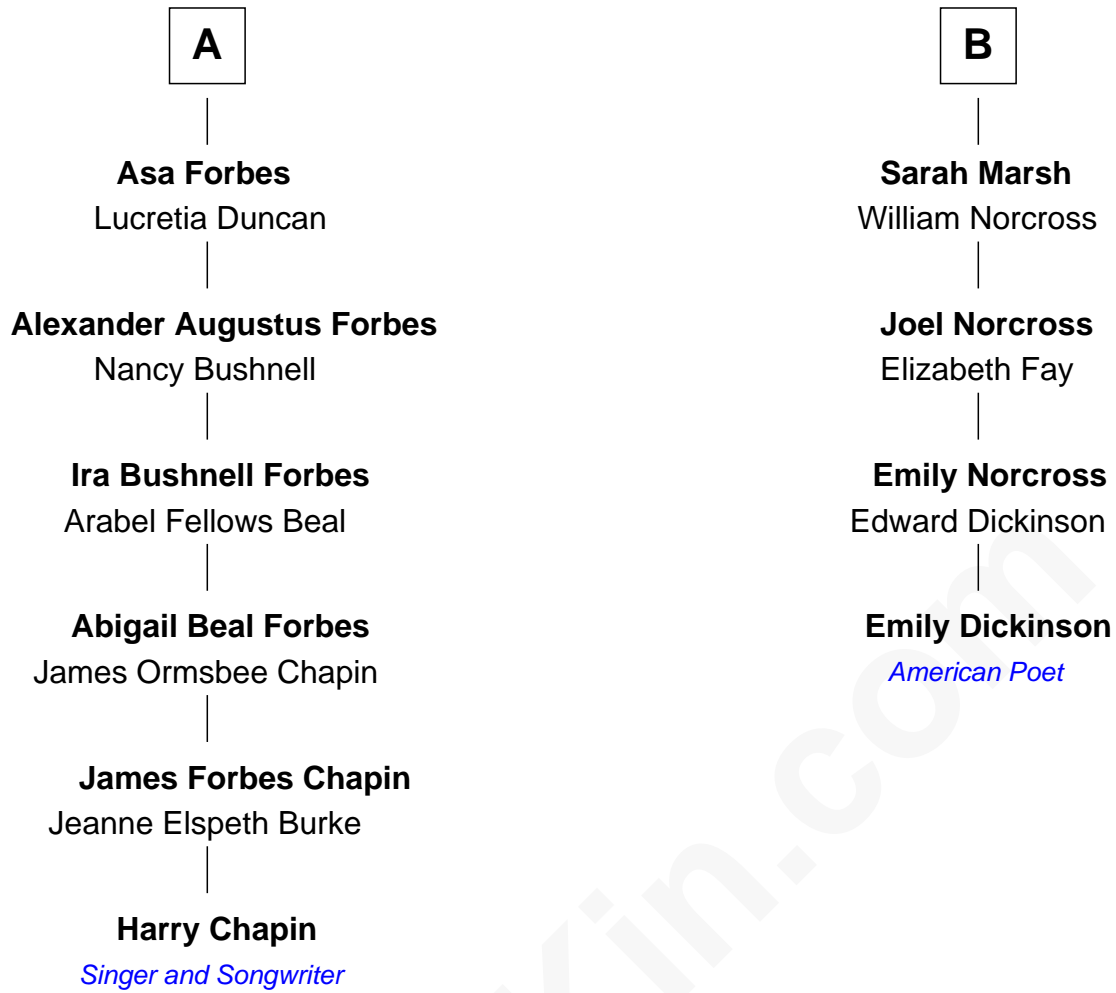 A
Asa Forbes
Lucretia Duncan
Alexander Augustus Forbes
Nancy Bushnell
Ira Bushnell Forbes
Arabel Fellows Beal
Abigail Beal Forbes
James Ormsbee Chapin
James Forbes Chapin
Jeanne Elspeth Burke
Harry Chapin
Singer and Songwriter
B
Sarah Marsh
William Norcross
Joel Norcross
Elizabeth Fay
Emily Norcross
Edward Dickinson
Emily Dickinson
American Poet